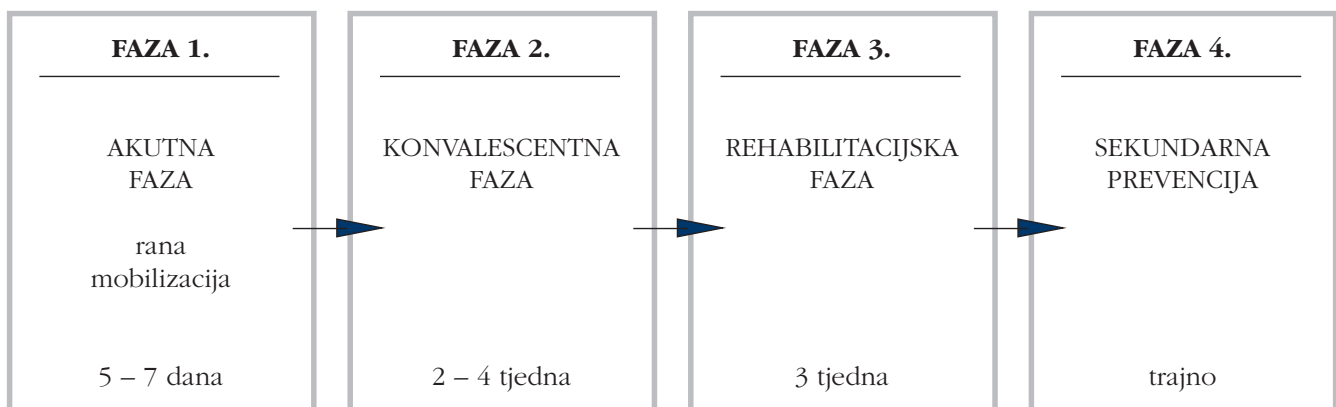 FAZA 1.
AKUTNA
FAZA
rana
mobilizacija
5 – 7 dana
FAZA 2.
KONVALESCENTNA
FAZA
2 – 4 tjedna
FAZA 3.
REHABILITACIJSKA
FAZA
3 tjedna
FAZA 4.
SEKUNDARNA
PREVENCIJA
trajno